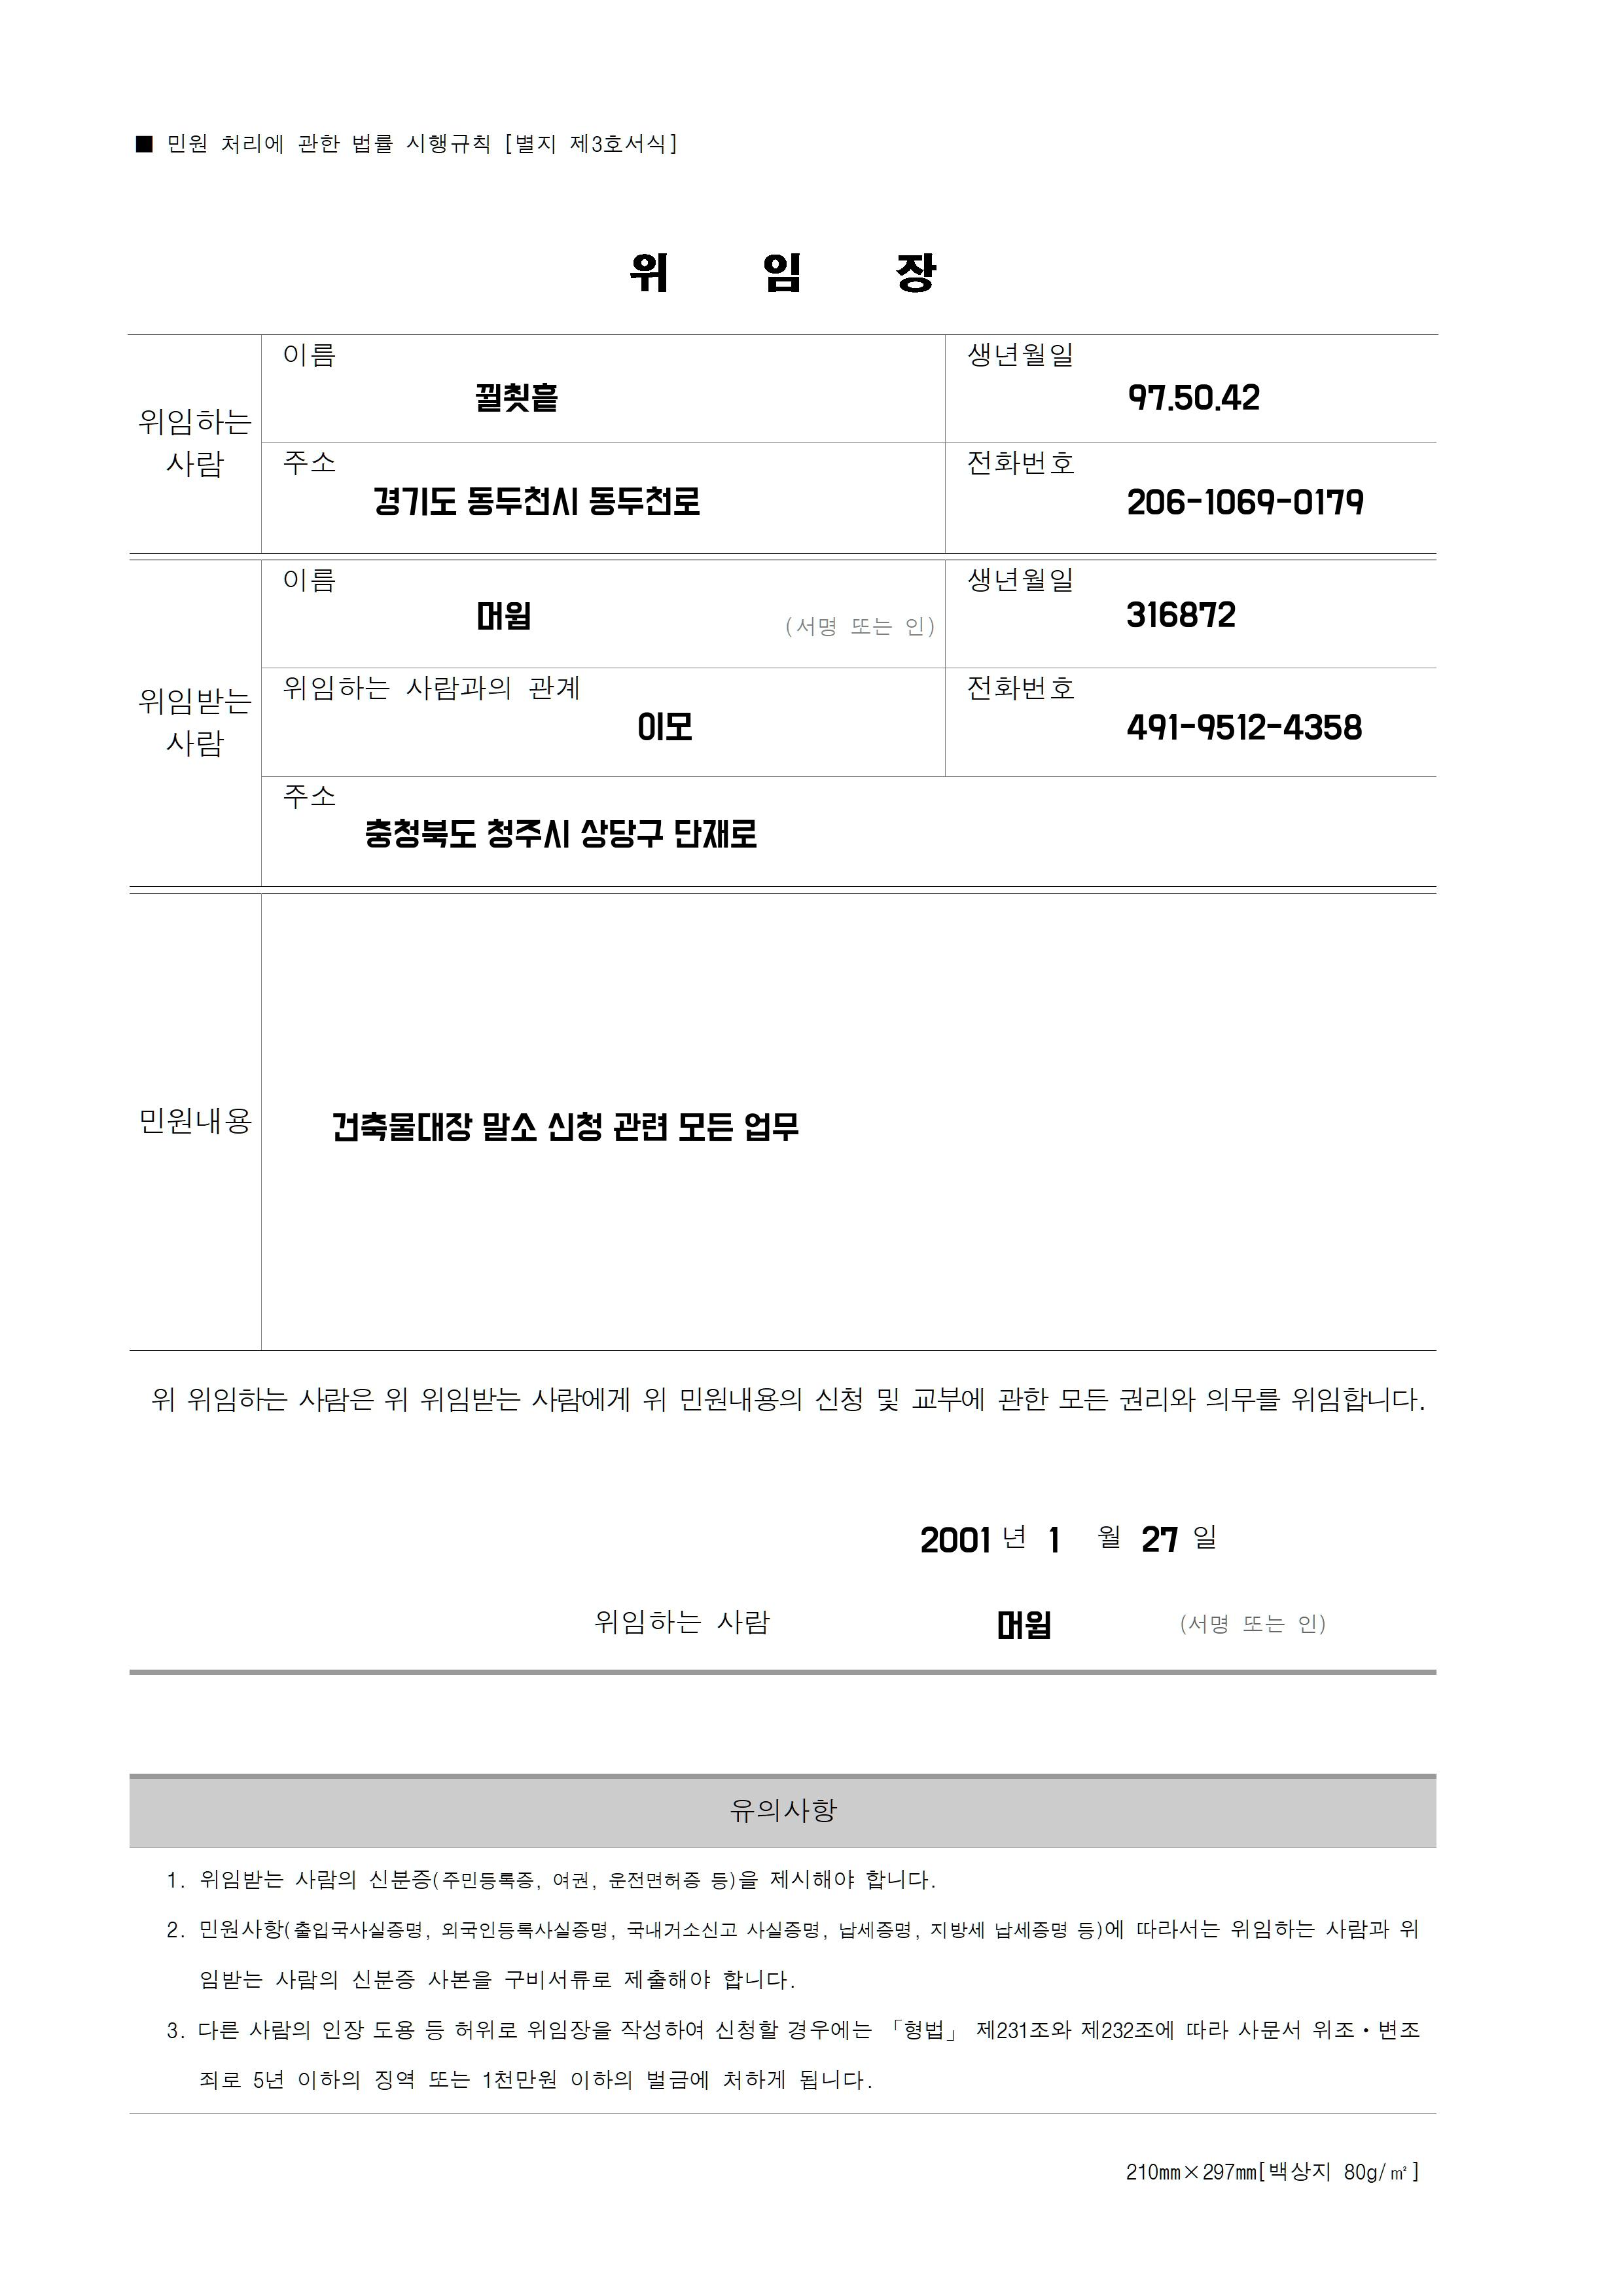 ■ 민원 처리에 관한 법률 시행규칙 [별지 제3호서식]
위 임 장
위임하는 사람
이름
뀔칫흩
생년월일
97.50.42
주소
경기도 동두천시 동두천로
전화번호
206-1069-0179
위임받는 사람
이름
머윔
(서명 또는 인)
생년월일
316872
위임하는 사람과의 관계
이모
전화번호
491-9512-4358
주소
충청북도 청주시 상당구 단재로
민원내용
건축물대장 말소 신청 관련 모든 업무
위 위임하는 사람은 위 위임받는 사람에게 위 민원내용의 신청 및 교부에 관한 모든 권리와 의무를 위임합니다.
2001 년 1 월 27 일
위임하는 사람 머윔 (서명 또는 인)
유의사항
1. 위임받는 사람의 신분증(주민등록증, 여권, 운전면허증 등)을 제시해야 합니다.
2. 민원사항(출입국사실증명, 외국인등록사실증명, 국내거소신고 사실증명, 납세증명, 지방세 납세증명 등)에 따라서는 위임하는 사람과 위
임받는 사람의 신분증 사본을 구비서류로 제출해야 합니다.
3. 다른 사람의 인장 도용 등 허위로 위임장을 작성하여 신청할 경우에는 「형법」 제231조와 제232조에 따라 사문서 위조·변조
죄로 5년 이하의 징역 또는 1천만원 이하의 벌금에 처하게 됩니다.
210㎜×297㎜[백상지 80g/㎡]